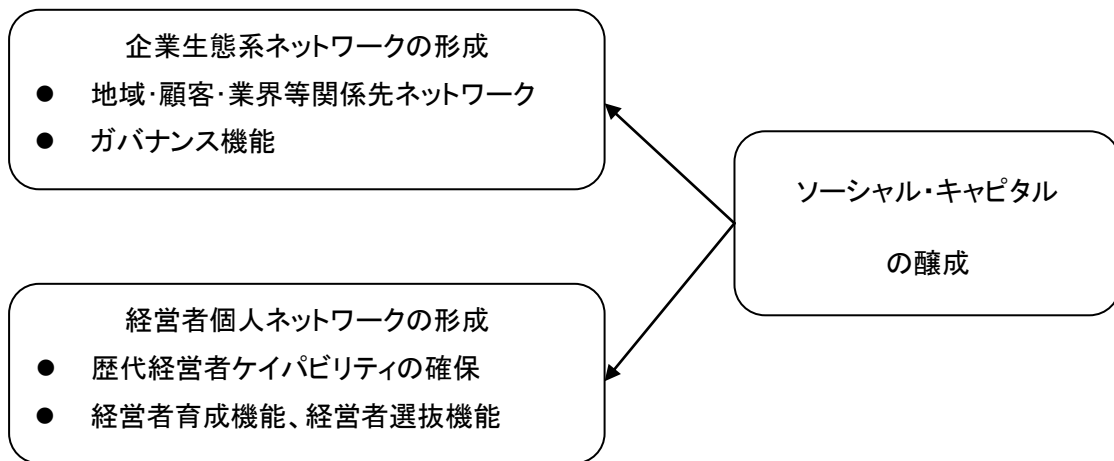 企業生態系ネットワークの形成
● 地域・顧客・業界等関係先ネットワーク
● ガバナンス機能
ソーシャル・キャピタル
の醸成
経営者個人ネットワークの形成
● 歴代経営者ケイパビリティの確保
● 経営者育成機能、経営者選抜機能